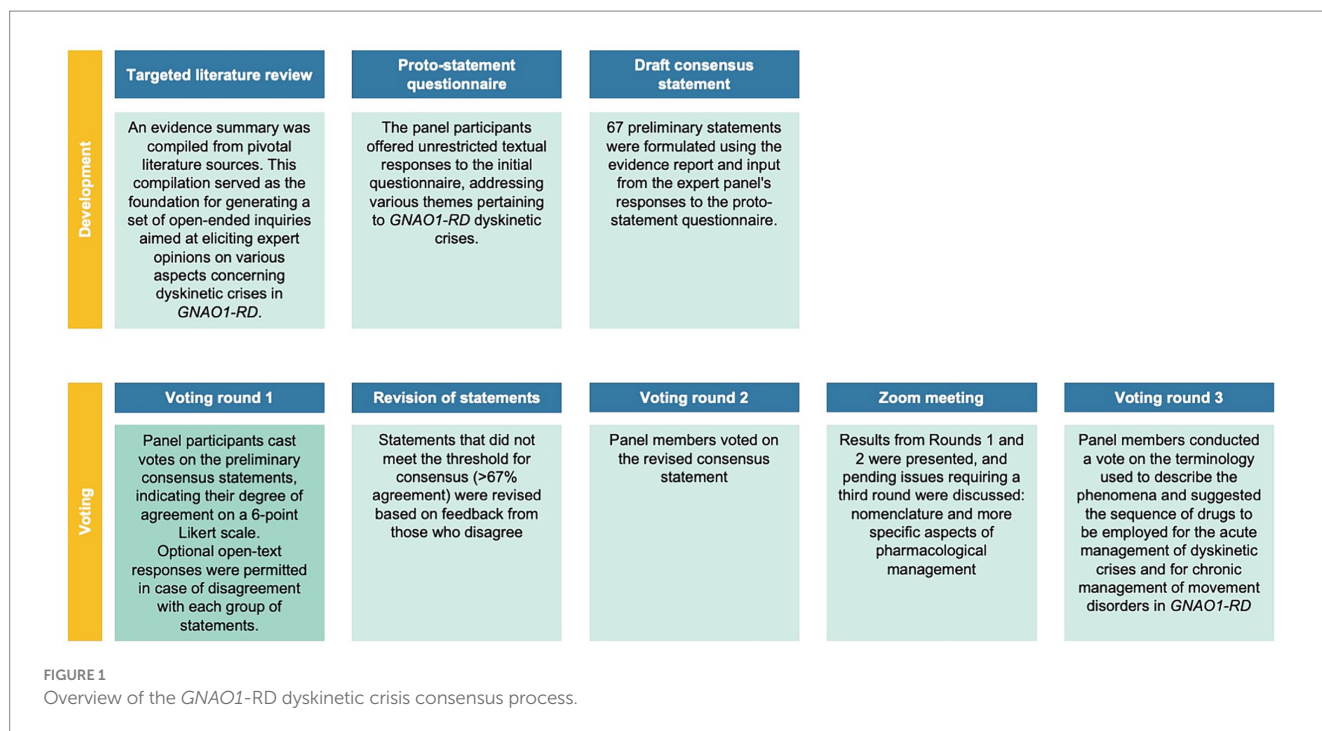 Development
Targeted literature review
An evidence summary was
compiled from pivotal
literature sources. This
compilation served as the
foundation for generating a
set of open-ended inquiries
aimed at eliciting expert
opinions on various
aspects concerning
dyskinetic crises in
GNAO1-RD.
Proto-statement
questionnaire
The panel participants
offered unrestricted textual
responses to the initial
questionnaire, addressing
various themes pertaining
to GNAO1-RD dyskinetic
crises.
Draft consensus
statement
67 preliminary statements
were formulated using the
evidence report and input
from the expert panel's
responses to the proto-
statement questionnaire.
Voting
Voting round 1
Panel participants cast
votes on the preliminary
consensus statements,
indicating their degree of
agreement on a 6-point
Likert scale.
Optional open-text
responses were permitted
in case of disagreement
with each group of
statements.
Revision of statements
Statements that did not
meet the threshold for
consensus (>67%
agreement) were revised
based on feedback from
those who disagree
Voting round 2
Panel members voted on
the revised consensus
statement
Zoom meeting
Results from Rounds 1 and
2 were presented, and
pending issues requiring a
third round were discussed:
nomenclature and more
specific aspects of
pharmacological
management
Voting round 3
Panel members conducted
a vote on the terminology
used to describe the
phenomena and suggested
the sequence of drugs to
be employed for the acute
management of dyskinetic
crises and for chronic
management of movement
disorders in GNAO1-RD
FIGURE 1
Overview of the GNAO1-RD dyskinetic crisis consensus process.